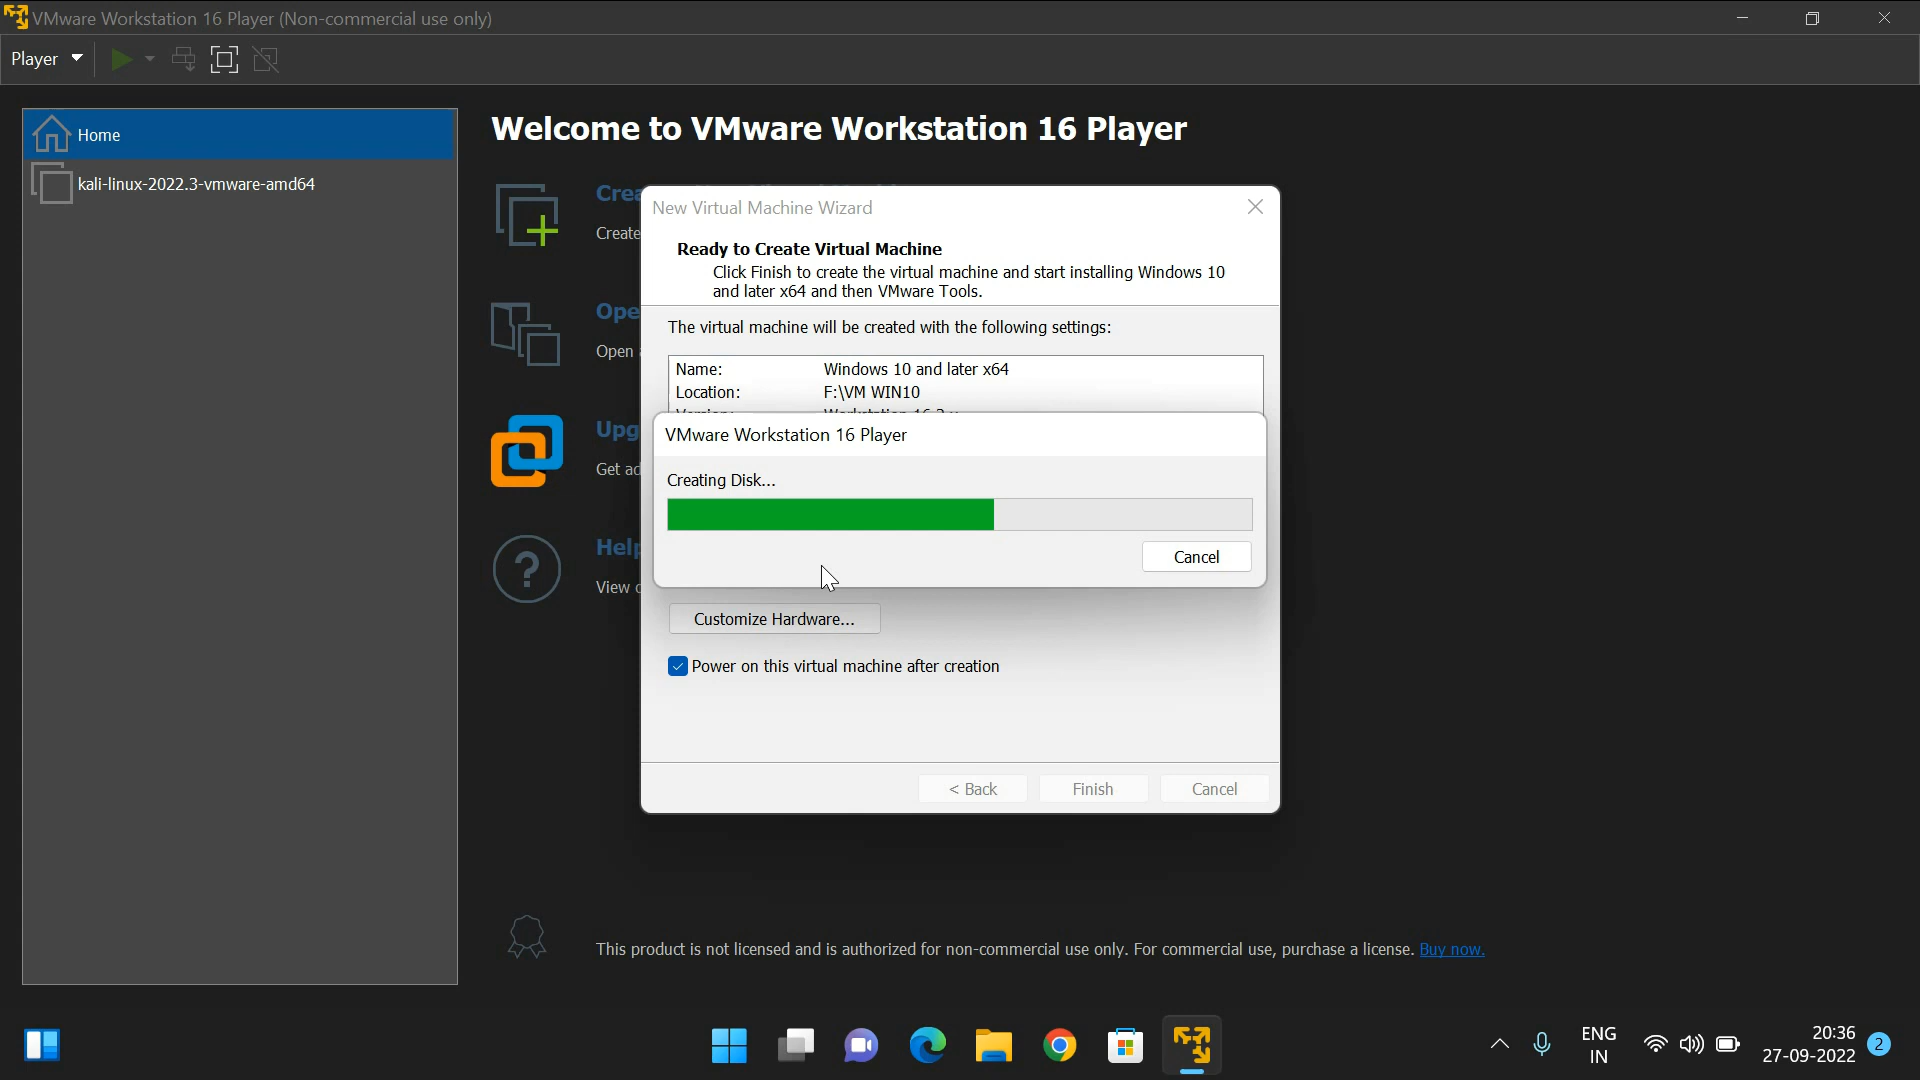 VMware Workstation 16 Player (Non-commercial use only)
Player
Home
kali-linux-2022.3-vmware-amd64
Welcome to VMware Workstation 16 Player
Create
Open
View
Get
New Virtual Machine Wizard
Ready to Create Virtual Machine
Click Finish to create the virtual machine and start installing Windows 10
and later x64 and then VMware Tools.
The virtual machine will be created with the following settings:
Name: Windows 10 and later x64
Location: F:\VM WIN10
VMware Workstation 16 Player
Creating Disk...
Cancel
Customize Hardware...
Power on this virtual machine after creation
< Back Finish Cancel
This product is not licensed and is authorized for non-commercial use only. For commercial use, purchase a license. Buy now.
ENG
IN
20:36
27-09-2022
2